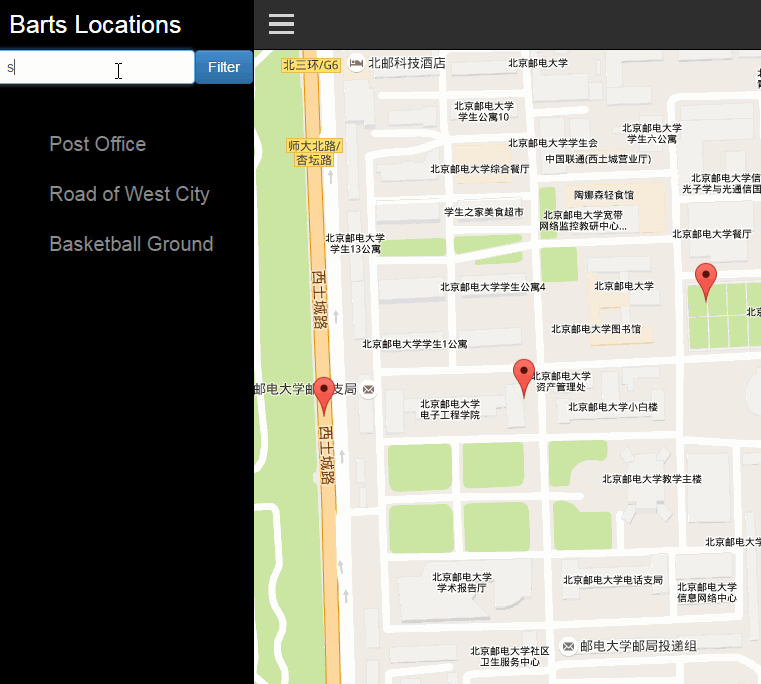 Barts Locations
s
Filter
Post Office
Road of West City
Basketball Ground
北三环/G6
北邮科技酒店
北京邮电大学
北京邮电大学
学生公寓10
师大北路/
杏坛路
北京邮电大学学生会
北京邮电大学
学生六公寓
中国联通(西土城营业厅)
北京邮电大学综合餐厅
北京邮电大学信
光子学与光通信国
陶娜森轻食馆
学生之家美食超市
北京邮电大学宽带
网络监控教研中心...
北京邮电大学
学生13公寓
北京邮电大学餐厅
西土城路
北京邮电大学学生公寓4
北京邮电大学
北京邮电大学图书馆
北京邮电大学学生1公寓
北京邮电大学
资产管理处
北京邮电大学
电子工程学院
北京邮电大学小白楼
西土城路
北京邮电大学教学主楼
北京邮电大学
北京邮电大学
学术报告厅
北京邮电大学电话支局
北京邮电大学
信息网络中心
北京邮电大学社区
卫生服务中心
邮电大学邮局投递组